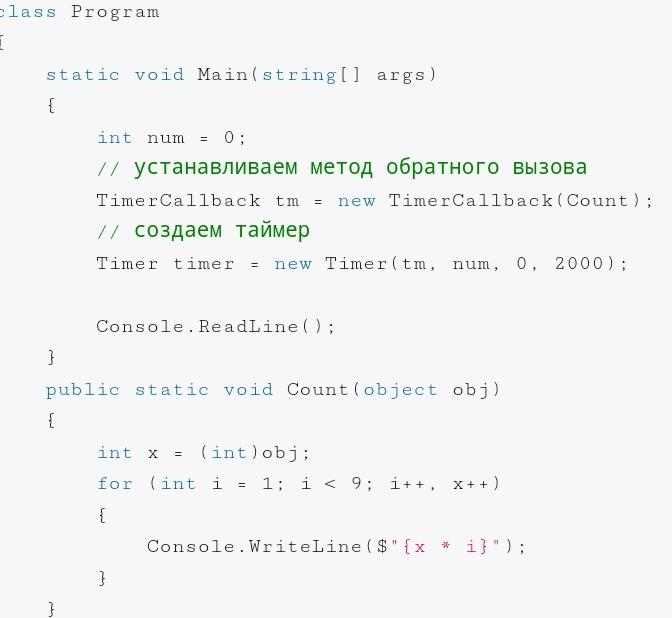 class Program
{
    static void Main(string[] args)
    {
        int num = 0;
        // устанавливаем метод обратного вызова
        TimerCallback tm = new TimerCallback(Count);
        // создаем таймер
        Timer timer = new Timer(tm, num, 0, 2000);

        Console.ReadLine();
    }
    public static void Count(object obj)
    {
        int x = (int)obj;
        for (int i = 1; i < 9; i++, x++)
        {
            Console.WriteLine($"{x * i}");
        }
    }